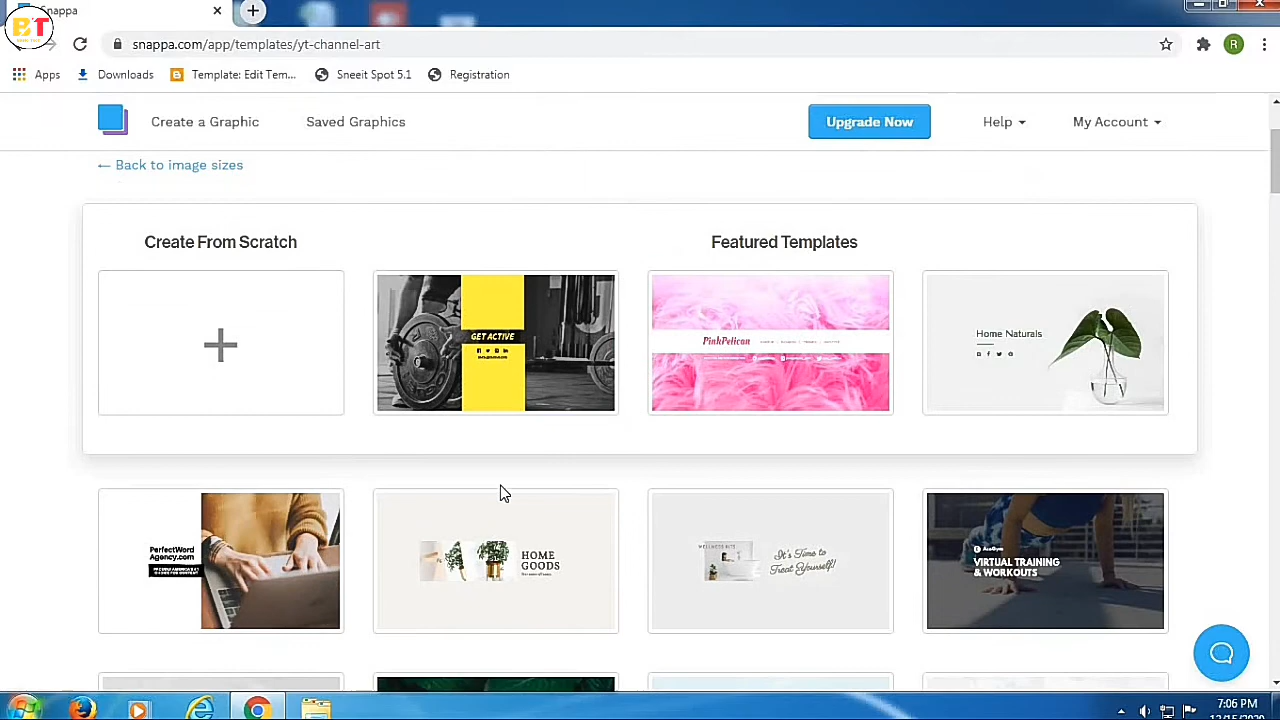 Snappa
BT
snappa.com/app/templates/yt-channel-art
R
Apps
Downloads
Template: Edit Tem...
Sneeit Spot 5.1
Registration
Create a Graphic
Saved Graphics
Upgrade Now
Help
My Account
← Back to image sizes
Create From Scratch
Featured Templates
GET ACTIVE
PinkPelican
Home Naturals
PerfectWord
Agency.com
HOME
GOODS
It's Time to
Treat Yourself!
AceGym
VIRTUAL TRAINING
& WORKOUTS
7:06 PM